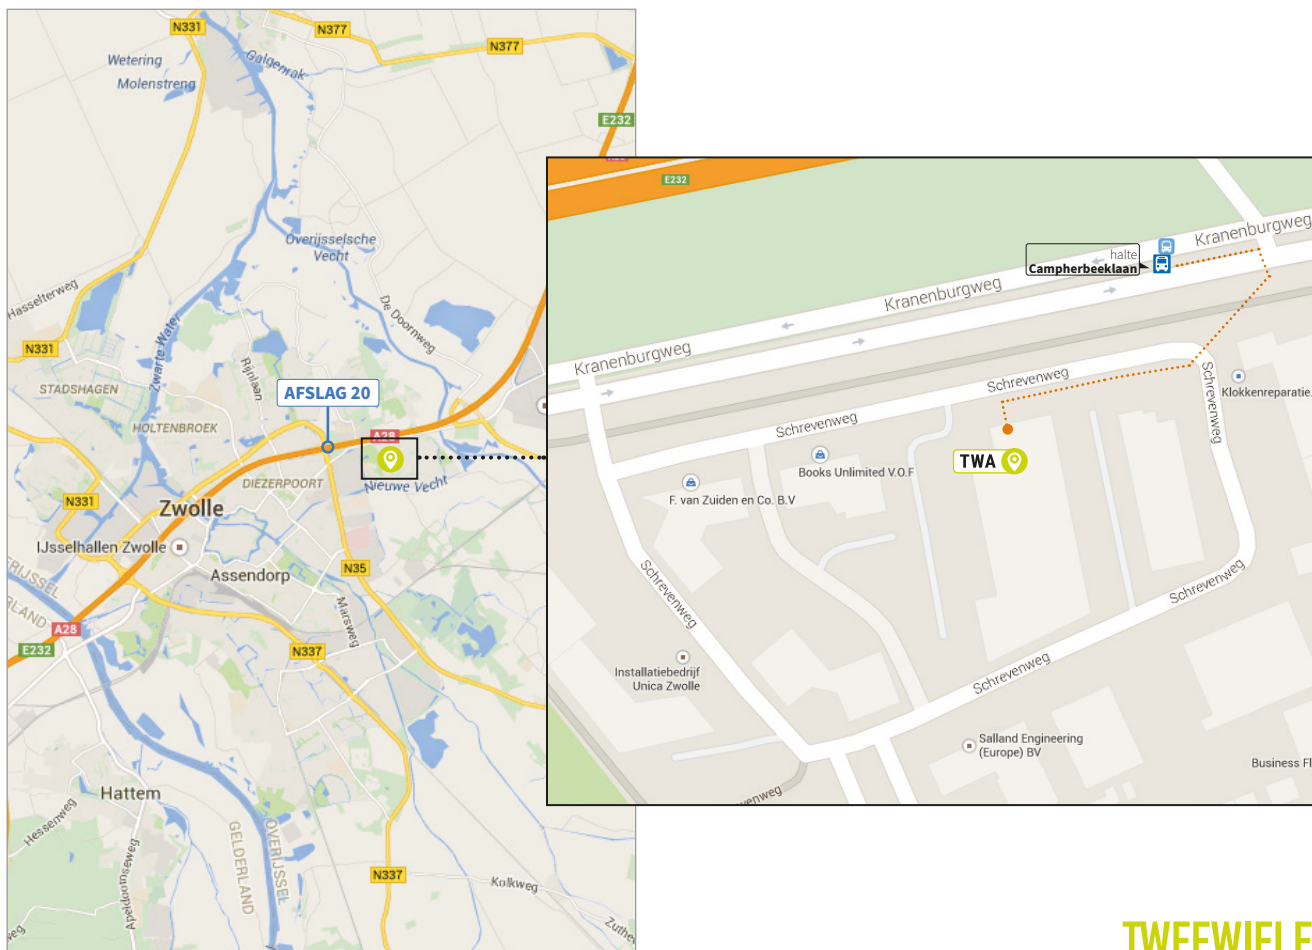 N331
N377
N377
Wetering
Molenstreng
Galgenrak
E232
Overijsselsche
Vecht
Hasselterweg
De Doornweg
N331
Zwarte Water
Rijnlaan
STADSHAGEN
AFSLAG 20
HOLTENBROEK
A28
DIEZERPOORT
Nieuwe Vecht
N331
Zwolle
IJsselhallen Zwolle
Assendorp
N35
Marsweg
A28
E232
N337
Hattem
Hessenweg
Apeldoornseweg
GELDERLAND
OVERIJSSEL
N337
Kolkweg
E232
halte
Campherbeeklaan
Kranenburgweg
Kranenburgweg
Kranenburgweg
Schrevenweg
Schrevenweg
Schrevenweg
Klokkenreparatie
Books Unlimited V.O.F
TWA
F. van Zuiden en Co. B.V
Schrevenweg
Schrevenweg
Installatiebedrijf
Unica Zwolle
Schrevenweg
Salland Engineering
(Europe) BV
Business